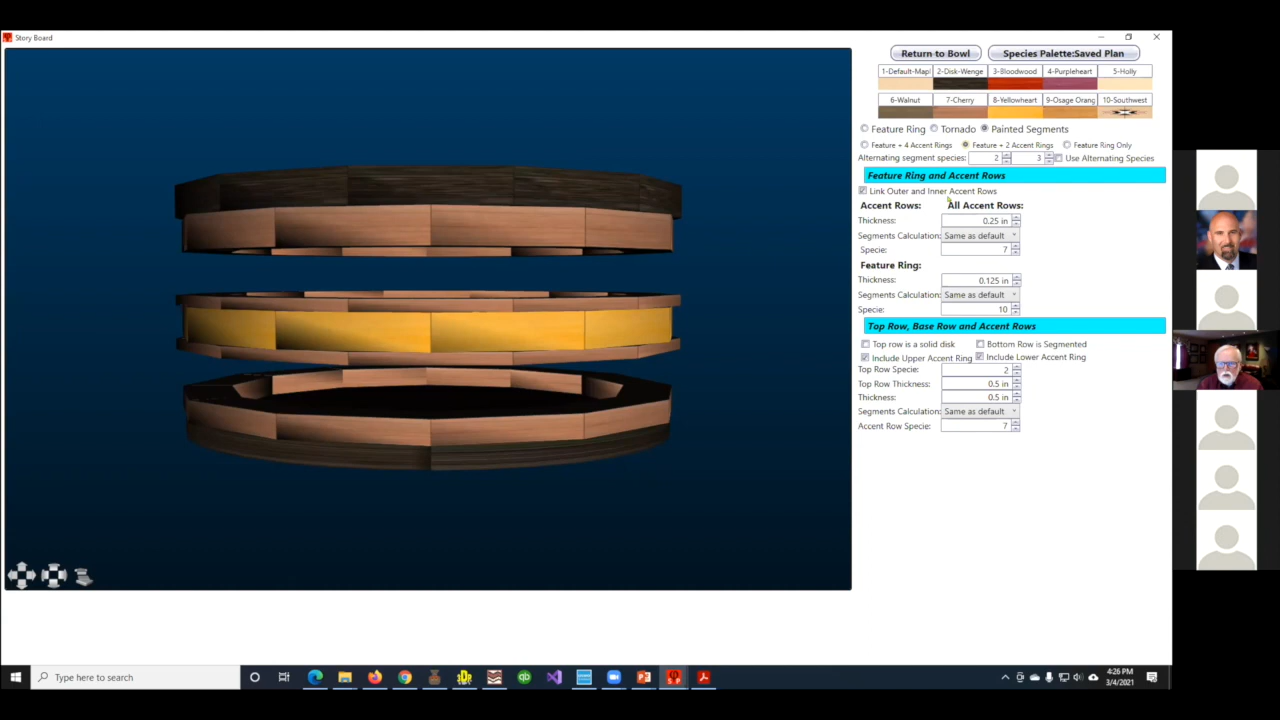 Story Board
Return to Bowl
Species Palette:Saved Plan
1-Default-Mapl 2-Disk-Wenge 3-Bloodwood 4-Purpleheart 5-Holly
6-Walnut 7-Cherry 8-Yellowheart 9-Osage Orang 10-Southwest
Feature Ring Tornado Painted Segments
Feature + 4 Accent Rings Feature + 2 Accent Rings Feature Ring Only
Alternating segment species: 2 3 Use Alternating Species
Feature Ring and Accent Rows
Link Outer and Inner Accent Rows
Accent Rows: All Accent Rows:
Thickness: 0.25 in
Segments Calculation: Same as default
Specie: 7
Feature Ring:
Thickness: 0.125 in
Segments Calculation: Same as default
Specie: 10
Top Row, Base Row and Accent Rows
Top row is a solid disk Bottom Row is Segmented
Include Upper Accent Ring Include Lower Accent Ring
Top Row Specie: 2
Top Row Thickness: 0.5 in
Thickness: 0.5 in
Segments Calculation: Same as default
Accent Row Specie: 7
Type here to search
4:26 PM
3/4/2021